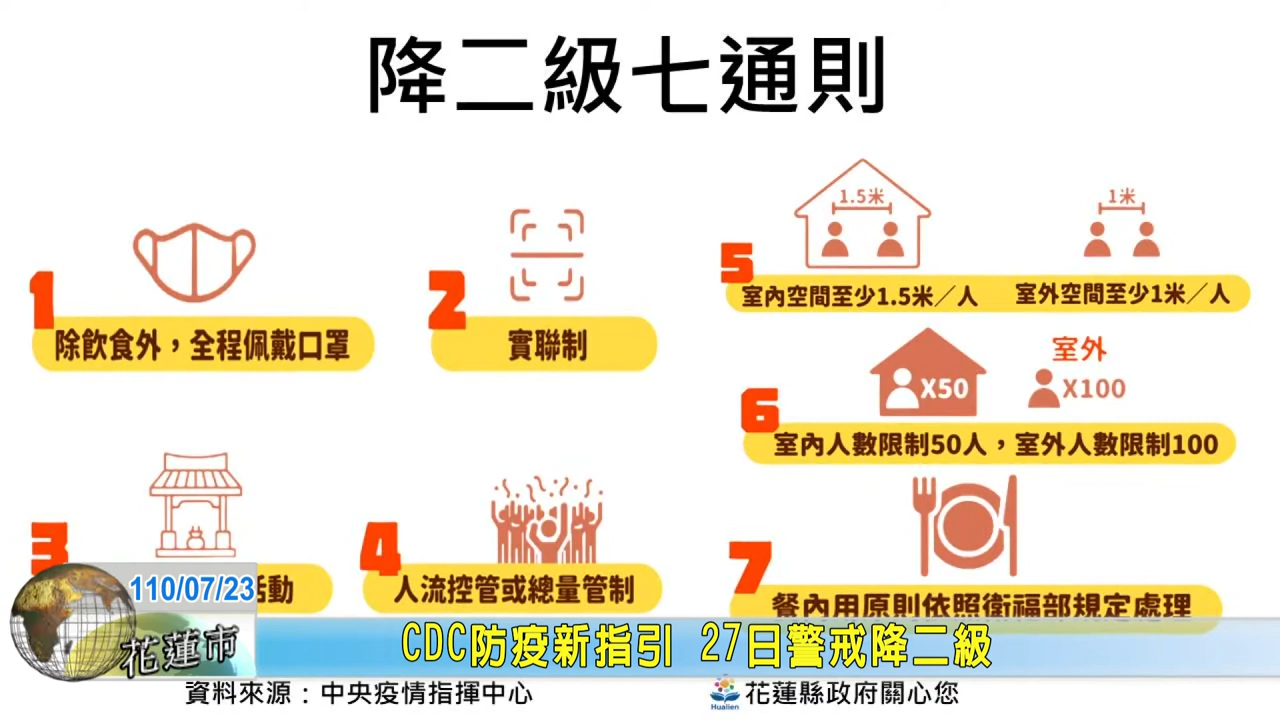 降二級七通則
1
除飲食外，全程佩戴口罩
2
實聯制
3
活動
4
人流控管或總量管制
1.5米
1米
5
室內空間至少1.5米／人
室外空間至少1米／人
X50
室外
X100
6
室內人數限制50人，室外人數限制100
7
餐內用原則依照衛福部規定處理
110/07/23
花蓮市
CDC防疫新指引 27日警戒降二級
資料來源：中央疫情指揮中心
Hualien
花蓮縣政府關心您